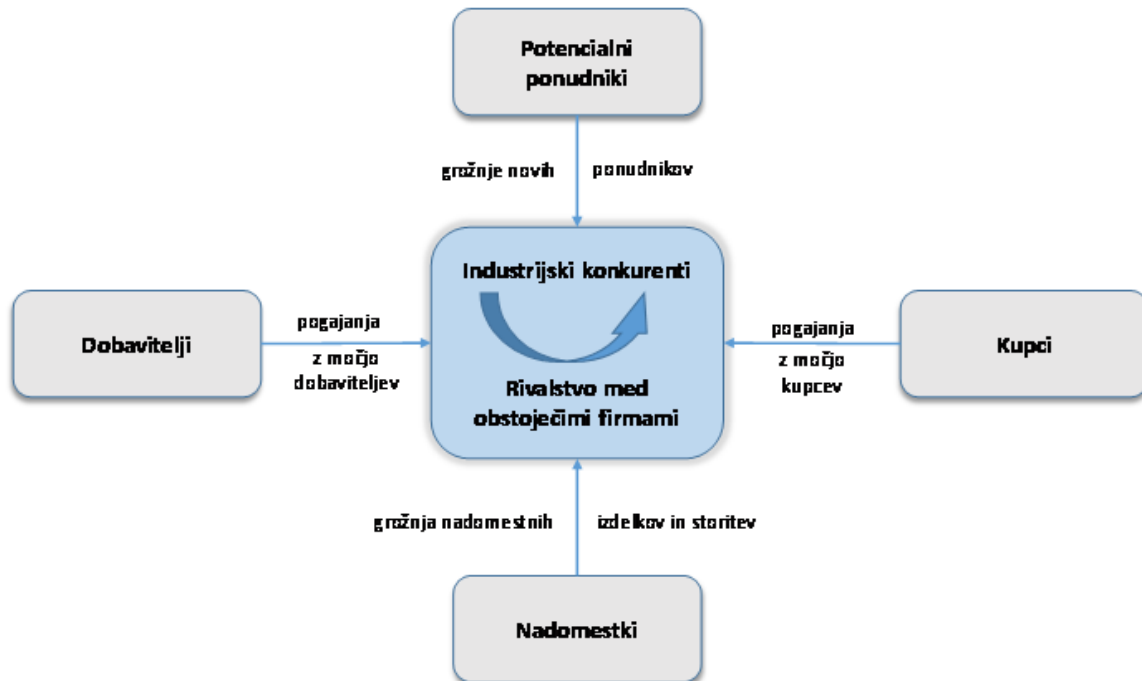 Potencialni
ponudniki
grožnje novih
ponudnikov
Industrijski konkurenti
Dobavitelji
pogajanja
z močjo
dobaviteljev
pogajanja
z močjo
kupcev
Kupci
Rivalstvo med
obstoječimi firmami
grožnja nadomestnih
izdelkov in storitev
Nadomestki